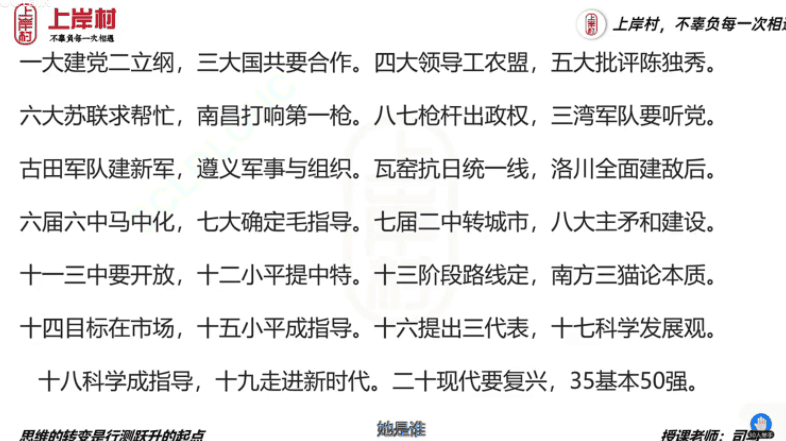 上岸村
上岸村
不辜负每一次相遇
上岸村，不辜负每一次相遇
一大建党二立纲，三大国共要合作。四大领导工农盟，五大批评陈独秀。
六大苏联求帮忙，南昌打响第一枪。八七枪杆出政权，三湾军队要听党。
古田军队建新军，遵义军事与组织。瓦窑抗日统一线，洛川全面建敌后。
六届六中马中化，七大确定毛指导。七届二中转城市，八大主矛和建设。
十一三中要开放，十二小平提中特。十三阶段路线定，南方三猫论本质。
十四目标在市场，十五小平成指导。十六提出三代表，十七科学发展观。
十八科学成指导，十九走进新时代。二十现代要复兴，35基本50强。
思维的转变是行测跃升的起点
她是谁
授课老师：司